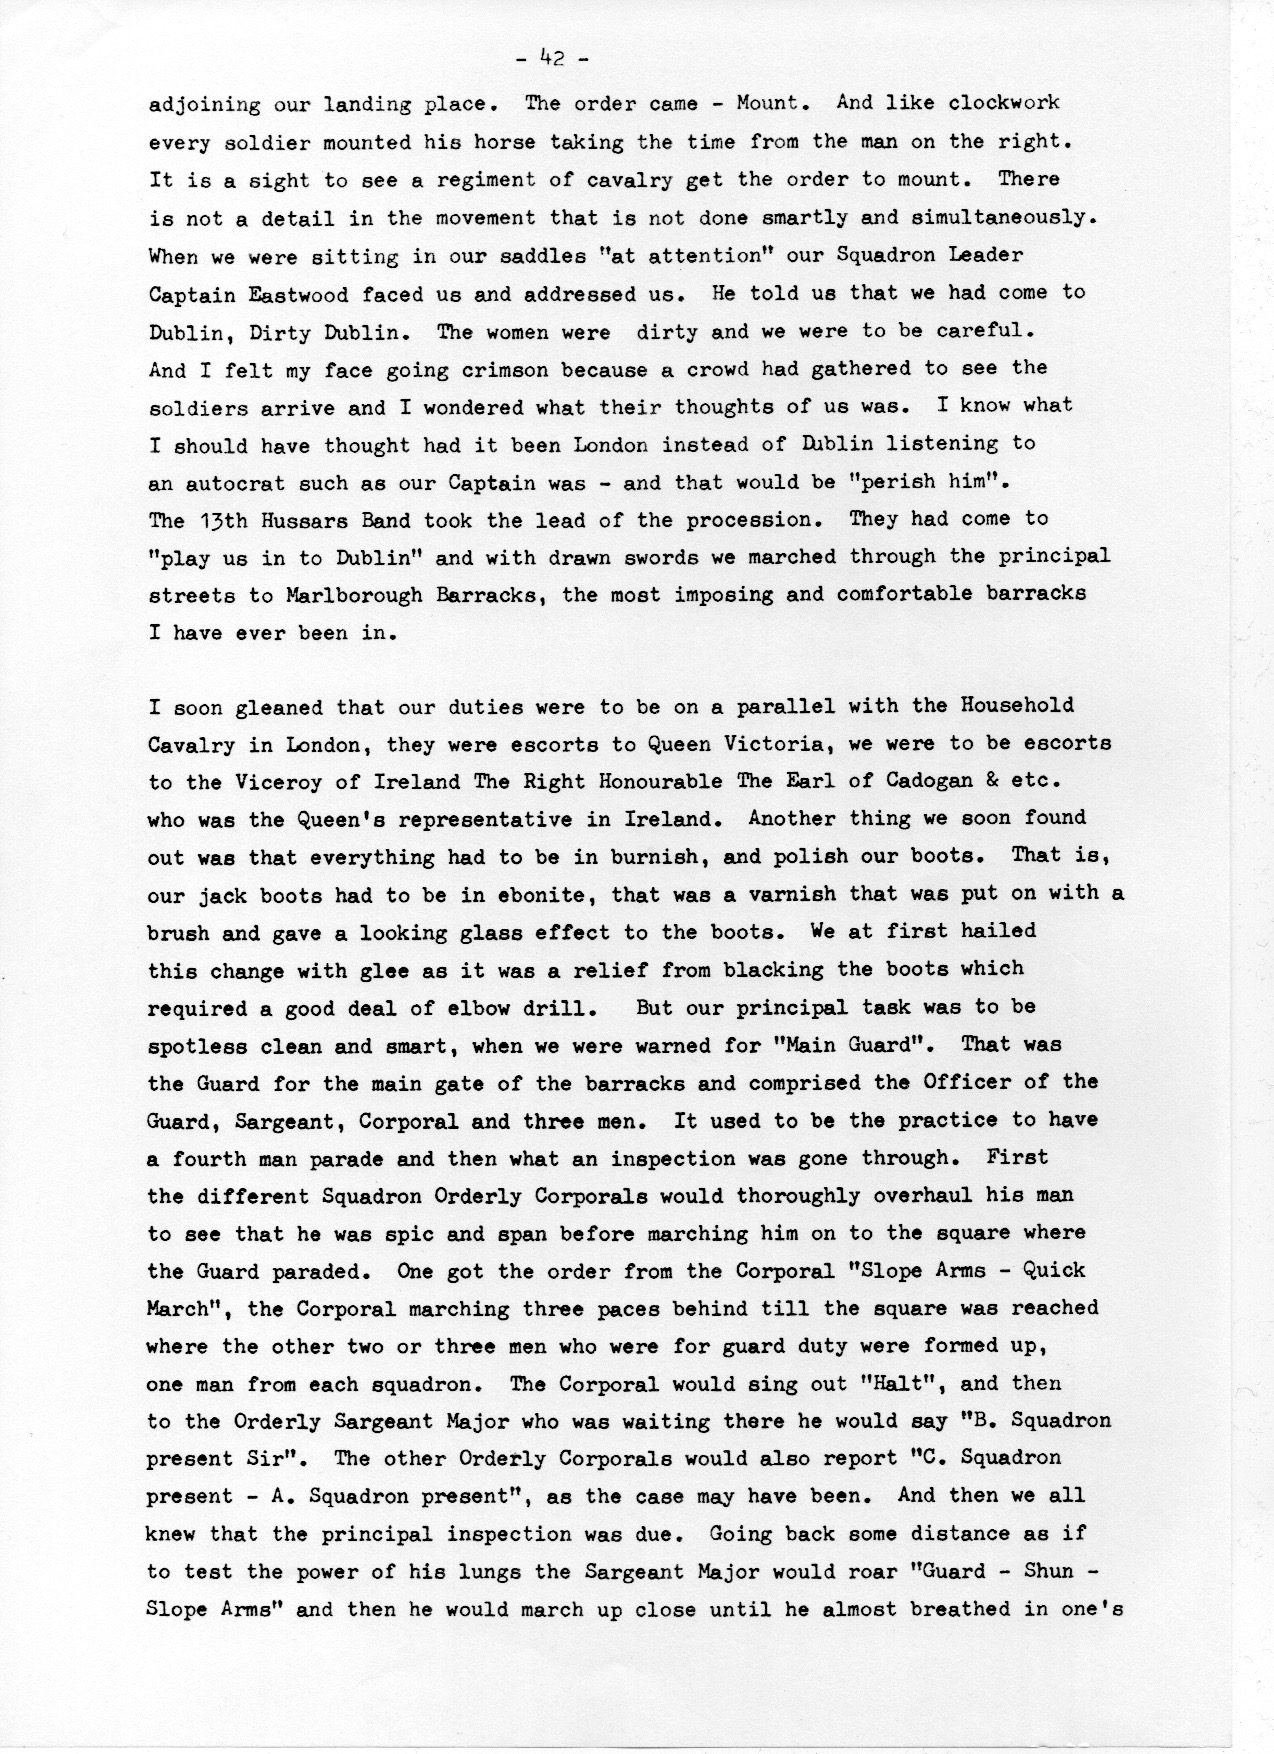 - 42 -
adjoining our landing place.  The order came - Mount.  And like clockwork
every soldier mounted his horse taking the time from the man on the right.
It is a sight to see a regiment of cavalry get the order to mount.  There
is not a detail in the movement that is not done smartly and simultaneously.
When we were sitting in our saddles "at attention" our Squadron Leader
Captain Eastwood faced us and addressed us.  He told us that we had come to
Dublin, Dirty Dublin.  The women were  dirty and we were to be careful.
And I felt my face going crimson because a crowd had gathered to see the
soldiers arrive and I wondered what their thoughts of us was.  I know what
I should have thought had it been London instead of Dublin listening to
an autocrat such as our Captain was - and that would be "perish him".
The 13th Hussars Band took the lead of the procession.  They had come to
"play us in to Dublin" and with drawn swords we marched through the principal
streets to Marlborough Barracks, the most imposing and comfortable barracks
I have ever been in.
I soon gleaned that our duties were to be on a parallel with the Household
Cavalry in London, they were escorts to Queen Victoria, we were to be escorts
to the Viceroy of Ireland The Right Honourable The Earl of Cadogan & etc.
who was the Queen's representative in Ireland.  Another thing we soon found
out was that everything had to be in burnish, and polish our boots.  That is,
our jack boots had to be in ebonite, that was a varnish that was put on with a
brush and gave a looking glass effect to the boots.  We at first hailed
this change with glee as it was a relief from blacking the boots which
required a good deal of elbow drill.   But our principal task was to be
spotless clean and smart, when we were warned for "Main Guard".  That was
the Guard for the main gate of the barracks and comprised the Officer of the
Guard, Sargeant, Corporal and three men.  It used to be the practice to have
a fourth man parade and then what an inspection was gone through.  First
the different Squadron Orderly Corporals would thoroughly overhaul his man
to see that he was spic and span before marching him on to the square where
the Guard paraded.  One got the order from the Corporal "Slope Arms - Quick
March", the Corporal marching three paces behind till the square was reached
where the other two or three men who were for guard duty were formed up,
one man from each squadron.  The Corporal would sing out "Halt", and then
to the Orderly Sargeant Major who was waiting there he would say "B. Squadron
present Sir".  The other Orderly Corporals would also report "C. Squadron
present - A. Squadron present", as the case may have been.  And then we all
knew that the principal inspection was due.  Going back some distance as if
to test the power of his lungs the Sargeant Major would roar "Guard - Shun -
Slope Arms" and then he would march up close until he almost breathed in one's